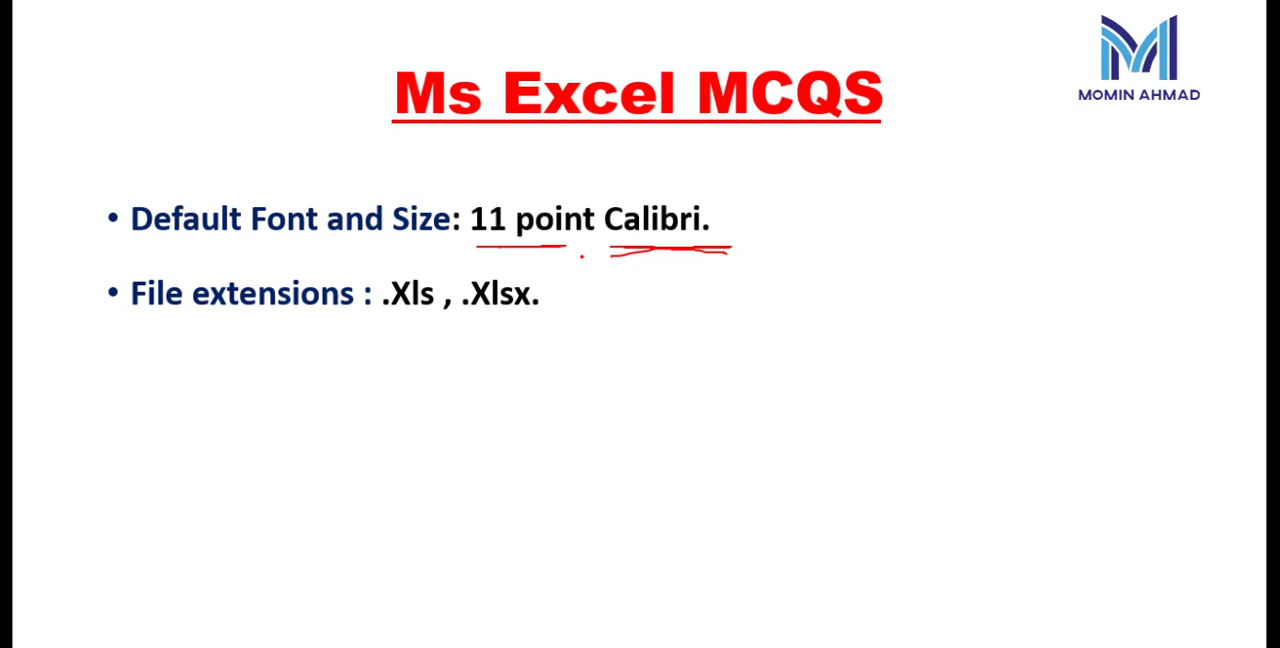 MOMIN AHMAD
Ms Excel MCQS
• Default Font and Size: 11 point Calibri.
• File extensions : .Xls , .Xlsx.